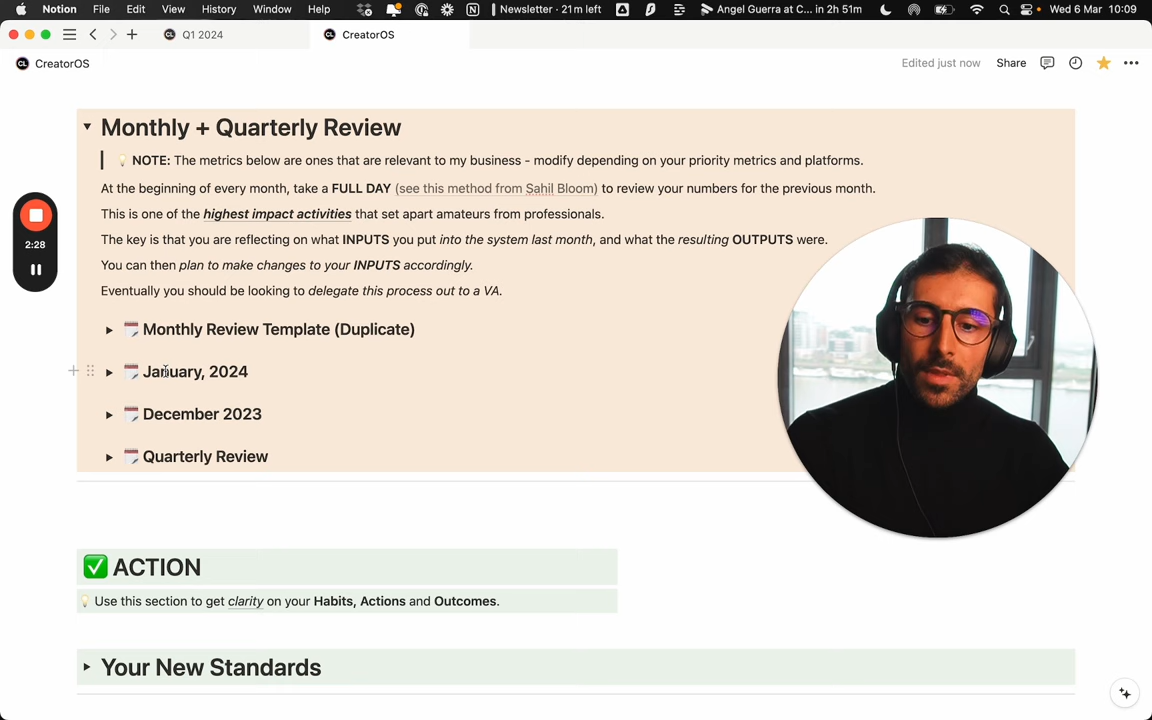 Notion File Edit View History Window Help Newsletter · 21 m left Angel Guerra at C... in 2h 51m Wed 6 Mar 10:09
CL Q1 2024 CL CreatorOS
CL CreatorOS Edited just now Share
Monthly + Quarterly Review
NOTE: The metrics below are ones that are relevant to my business - modify depending on your priority metrics and platforms.
At the beginning of every month, take a FULL DAY (see this method from Sahil Bloom) to review your numbers for the previous month.
This is one of the highest impact activities that set apart amateurs from professionals.
The key is that you are reflecting on what INPUTS you put into the system last month, and what the resulting OUTPUTS were.
You can then plan to make changes to your INPUTS accordingly.
Eventually you should be looking to delegate this process out to a VA.
2:28
Monthly Review Template (Duplicate)
January, 2024
December 2023
Quarterly Review
ACTION
Use this section to get clarity on your Habits, Actions and Outcomes.
Your New Standards